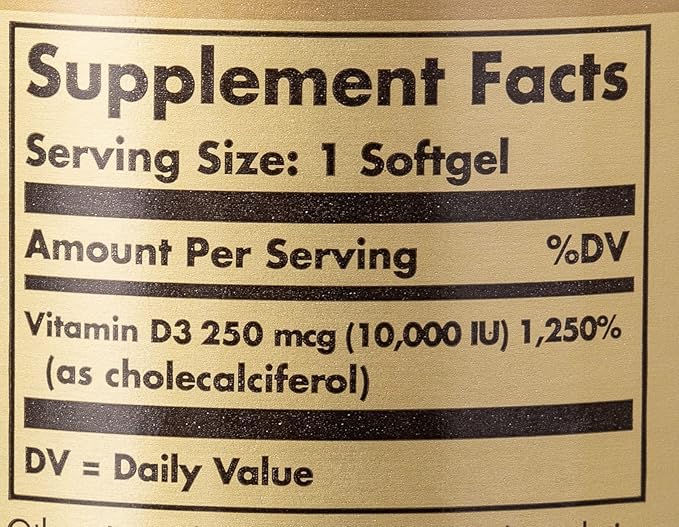 Supplement Facts
Serving Size: 1 Softgel
Amount Per Serving %DV
Vitamin D3 250 mcg (10,000 IU) 1,250%
(as cholecalciferol)
DV = Daily Value